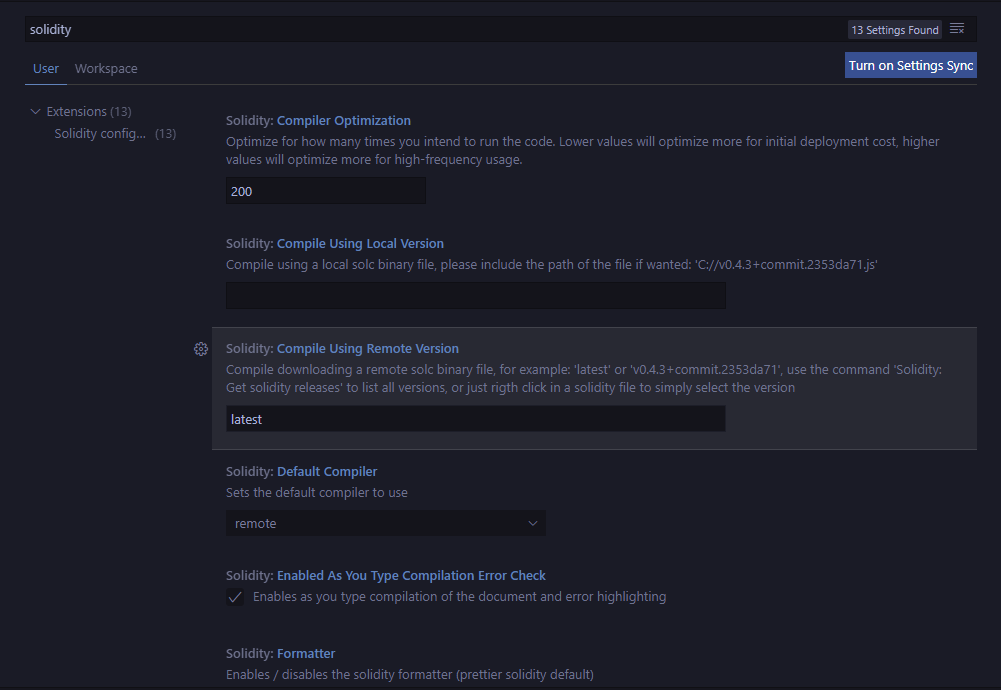 solidity
13 Settings Found
User
Workspace
Turn on Settings Sync
Extensions (13)
Solidity config... (13)
Solidity: Compiler Optimization
Optimize for how many times you intend to run the code. Lower values will optimize more for initial deployment cost, higher
values will optimize more for high-frequency usage.
200
Solidity: Compile Using Local Version
Compile using a local solc binary file, please include the path of the file if wanted: 'C://v0.4.3+commit.2353da71.js'
Solidity: Compile Using Remote Version
Compile downloading a remote solc binary file, for example: 'latest' or 'v0.4.3+commit.2353da71', use the command 'Solidity:
Get solidity releases' to list all versions, or just rigth click in a solidity file to simply select the version
latest
Solidity: Default Compiler
Sets the default compiler to use
remote
Solidity: Enabled As You Type Compilation Error Check
Enables as you type compilation of the document and error highlighting
Solidity: Formatter
Enables / disables the solidity formatter (prettier solidity default)